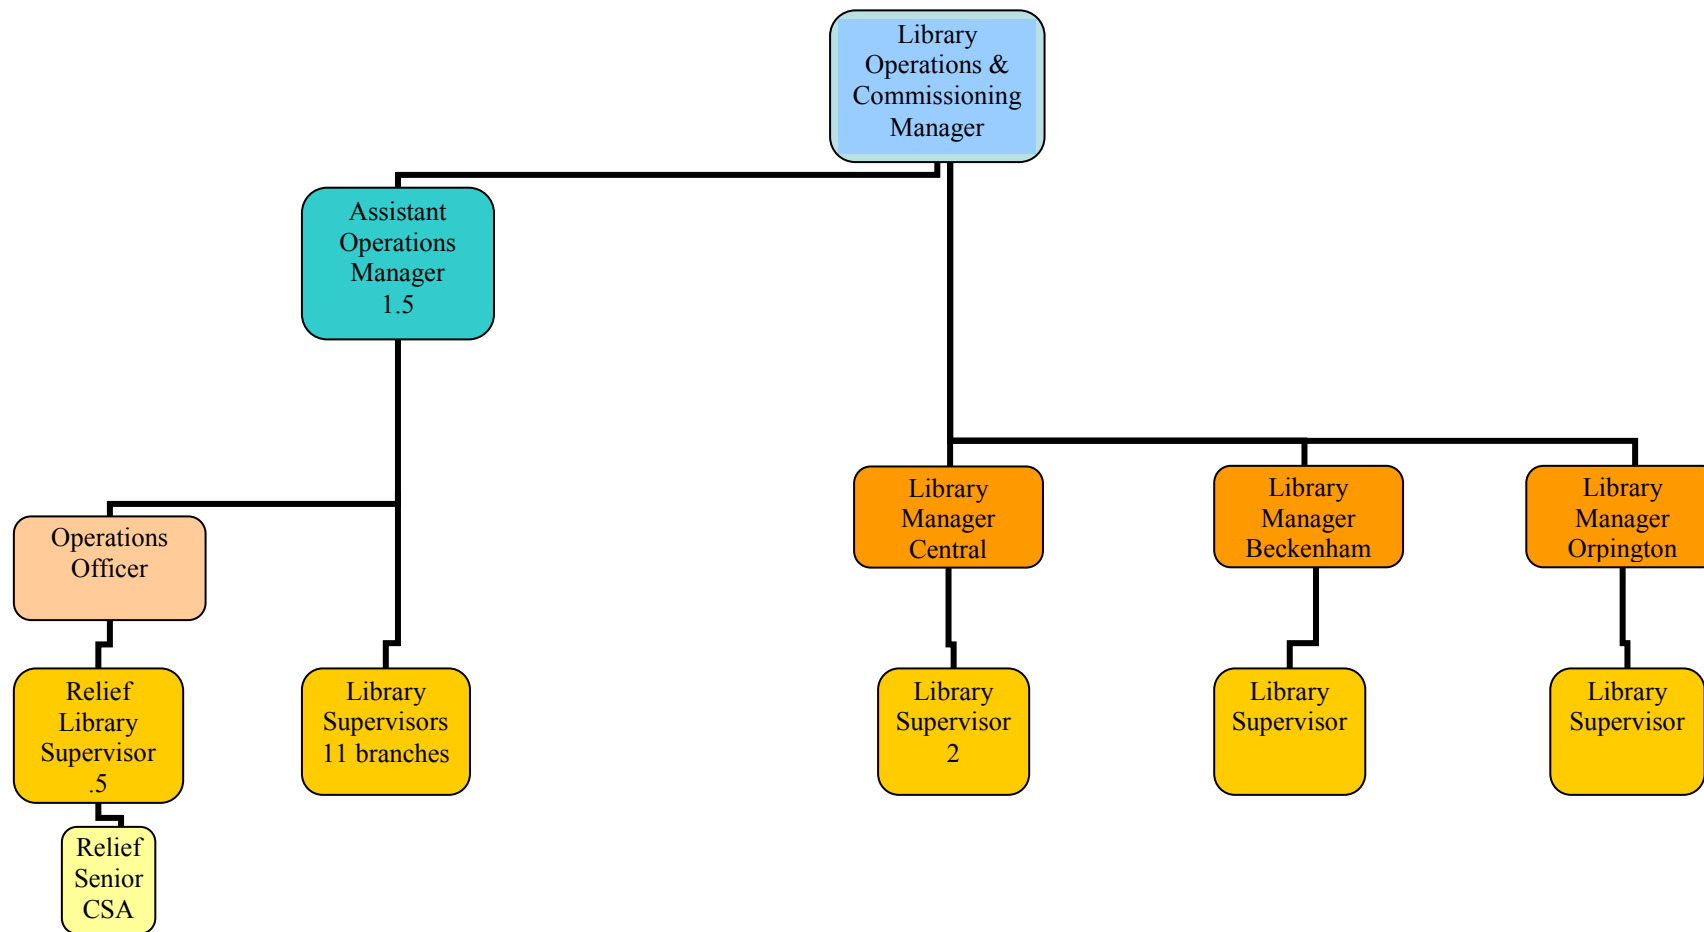 Library
Operations &
Commissioning
Manager
Assistant
Operations
Manager
1.5
Operations
Officer
Library
Manager
Central
Library
Manager
Beckenham
Library
Manager
Orpington
Relief
Library
Supervisor
.5
Library
Supervisors
11 branches
Library
Supervisor
2
Library
Supervisor
Library
Supervisor
Relief
Senior
CSA